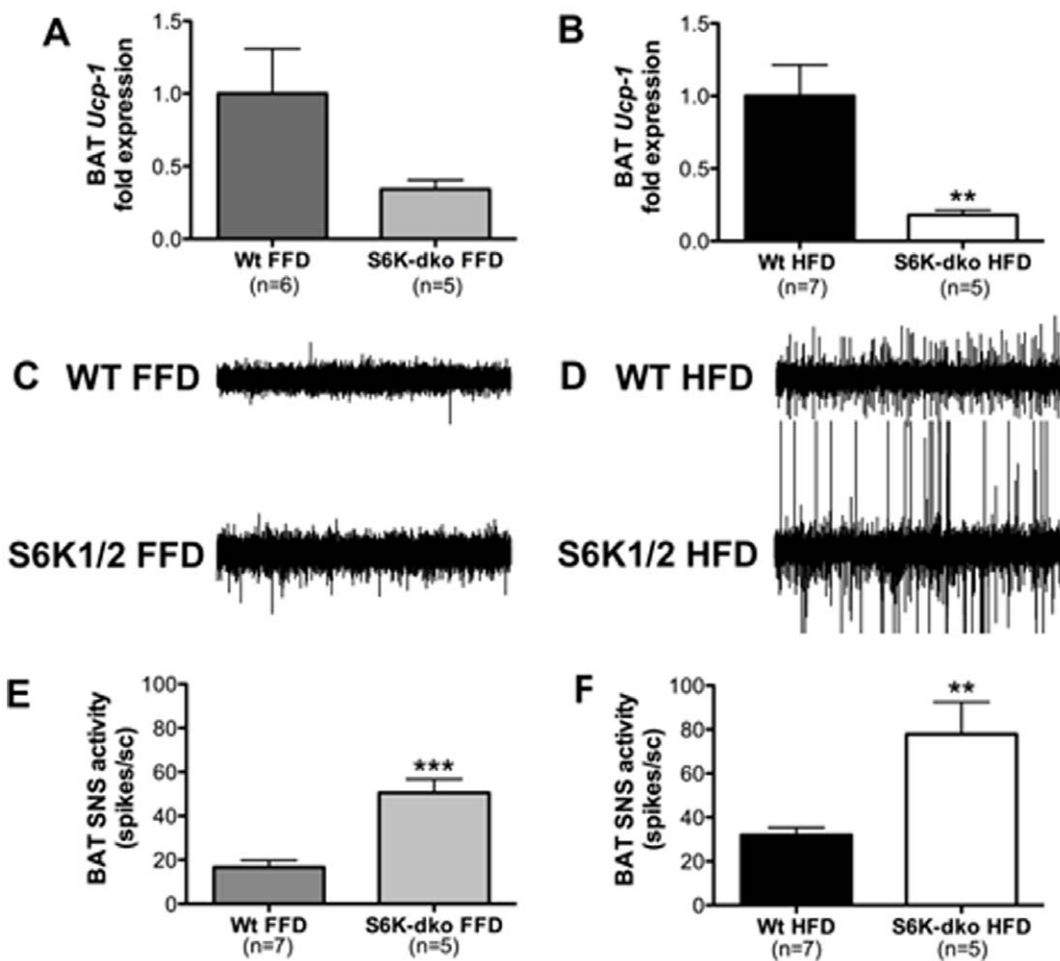 A
BAT Ucp-1
fold expression
1.5
1.0
0.5
0.0
Wt FFD
(n=6)
S6K-dko FFD
(n=5)
B
BAT Ucp-1
fold expression
1.5
1.0
0.5
0.0
**
Wt HFD
(n=7)
S6K-dko HFD
(n=5)
C WT FFD
S6K1/2 FFD
D WT HFD
S6K1/2 HFD
E
BAT SNS activity
(spikes/sc)
100
80
60
40
20
0
***
Wt FFD
(n=7)
S6K-dko FFD
(n=5)
F
BAT SNS activity
(spikes/sc)
100
80
60
40
20
0
**
Wt HFD
(n=7)
S6K-dko HFD
(n=5)